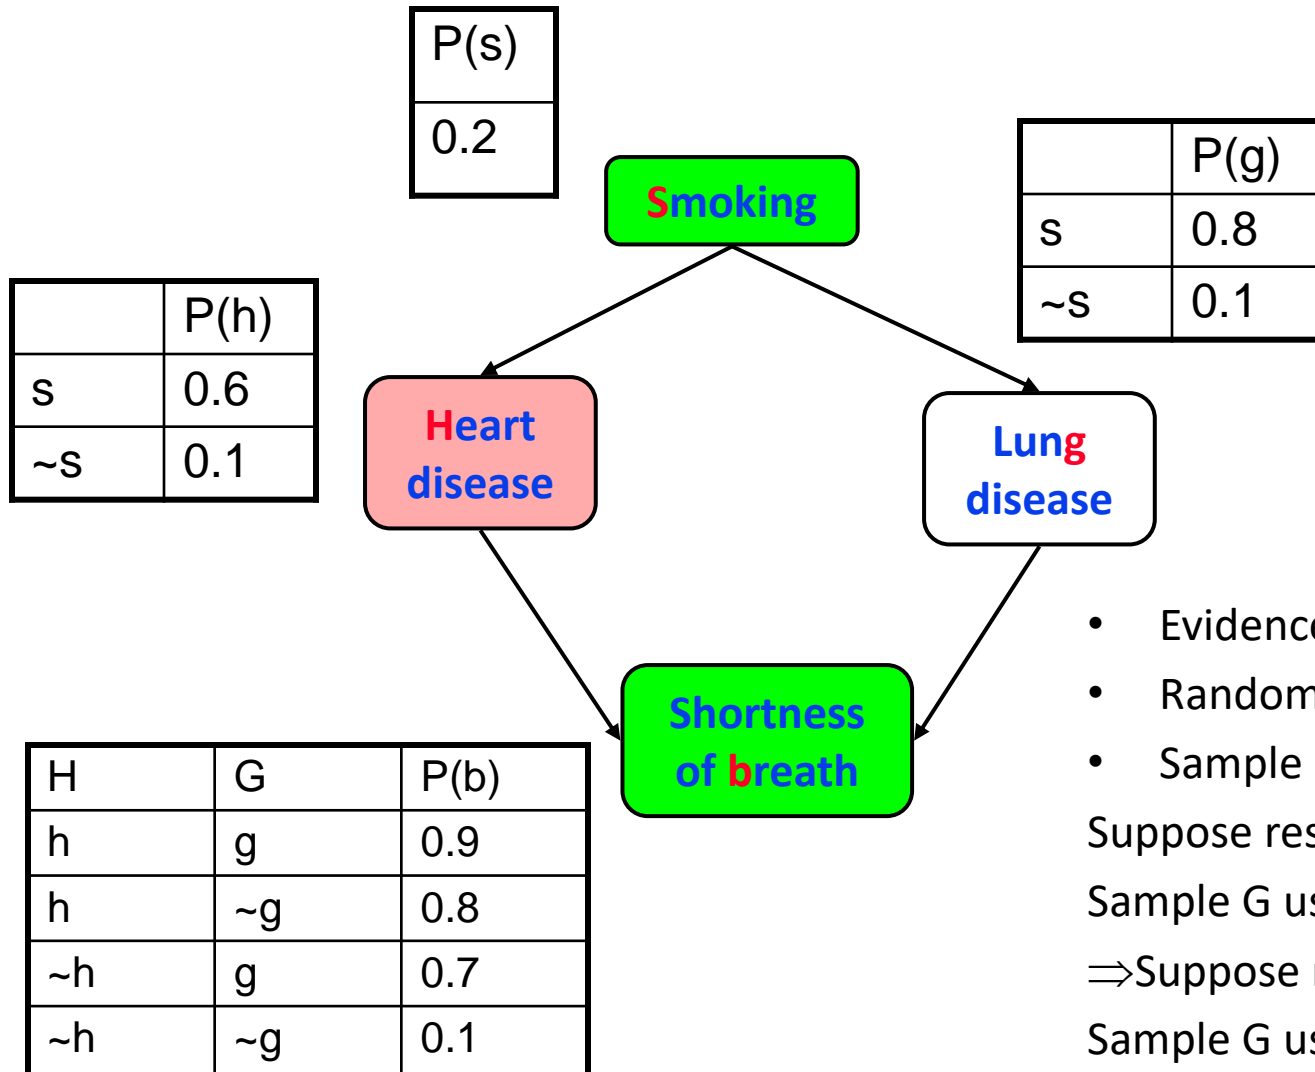 P(s)
0.2
Smoking
P(g)
s 0.8
~s 0.1
P(h)
s 0.6
~s 0.1
Heart
disease
Lung
disease
Shortness
of breath
H G P(b)
h g 0.9
h ~g 0.8
~h g 0.7
~h ~g 0.1
• Evidence
• Random
• Sample
Suppose res
Sample G us
⇒Suppose r
Sample G us